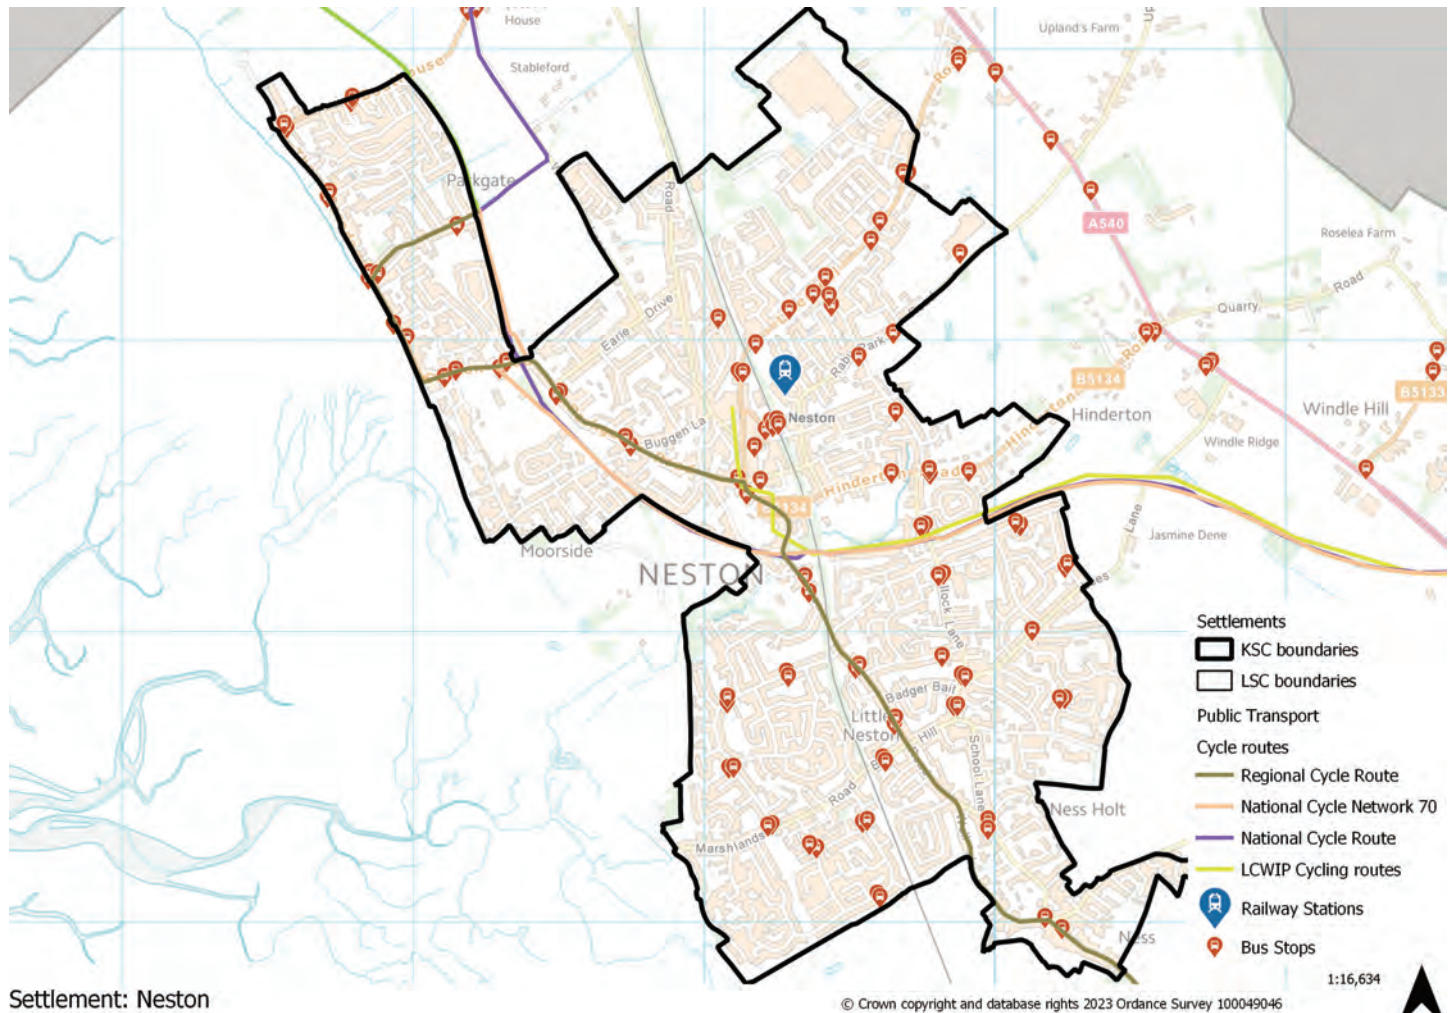 House
Upland's Farm
Stableford
Road
Parkgate
A540
Roselea Farm
Quarry
Road
Earle Drive
Raby Park
B5134
Road
B5133
Hinderton
Windle Hill
Neston
Buggen La
Windle Ridge
Hinderton Road
Hinderton
Lane
Jasmine Dene
Moorside
NESTON
Badger Bait
Little
Neston
Hill
Road
School Lane
Ness Holt
Marshlands
Road
Ness
Settlements
KSC boundaries
LSC boundaries
Public Transport
Cycle routes
Regional Cycle Route
National Cycle Network 70
National Cycle Route
LCWIP Cycling routes
Railway Stations
Bus Stops
1:16,634
Settlement: Neston
© Crown copyright and database rights 2023 Ordance Survey 100049046